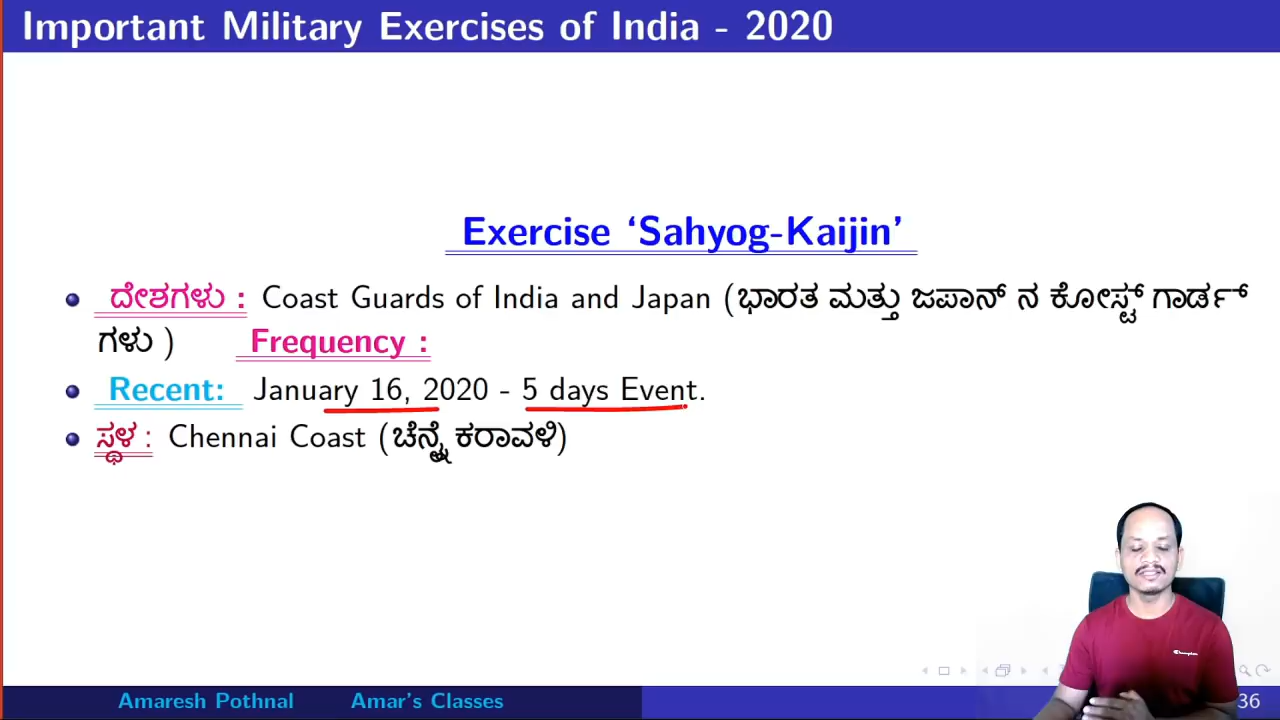 Important Military Exercises of India - 2020
Exercise ‘Sahyog-Kaijin’
ದೇಶಗಳು : Coast Guards of India and Japan (ಭಾರತ ಮತ್ತು ಜಪಾನ್ ನ ಕೋಸ್ಟ್ ಗಾರ್ಡ್
ಗಳು ) Frequency :
Recent: January 16, 2020 - 5 days Event.
ಸ್ಥಳ : Chennai Coast (ಚೆನ್ನೈ ಕರಾವಳಿ)
Champion
Amaresh Pothnal Amar's Classes
36